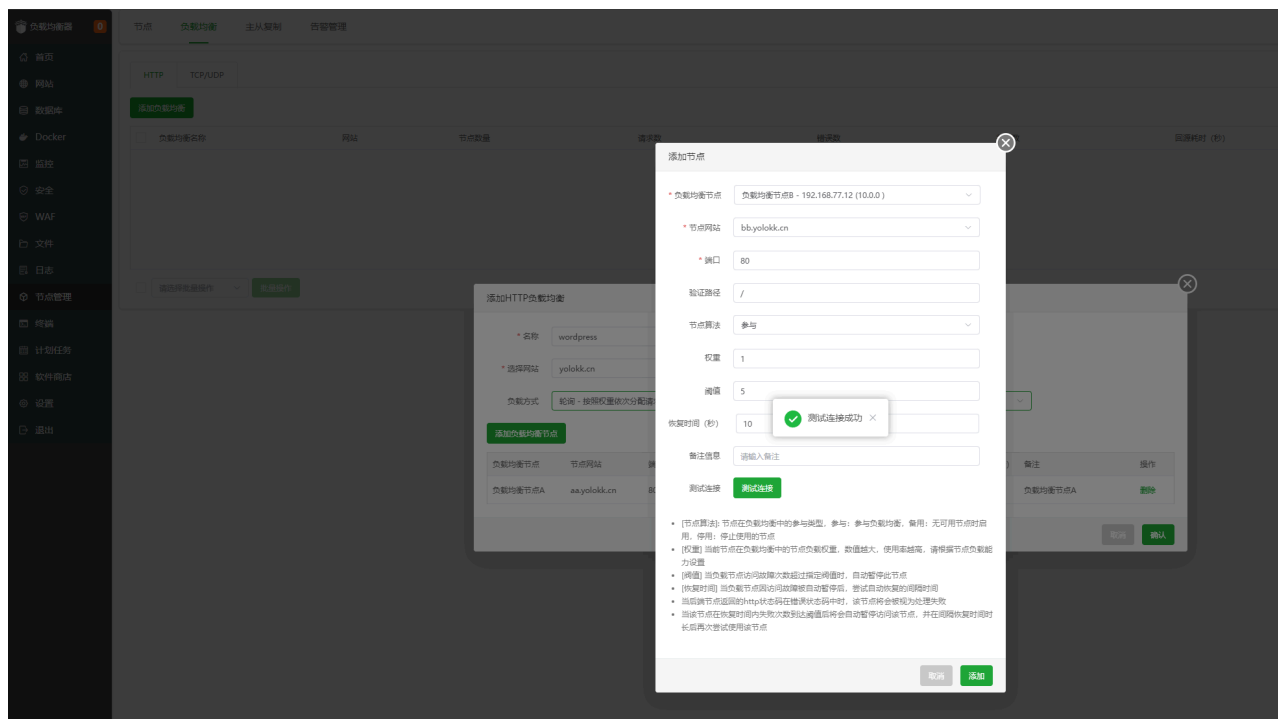 负载均衡器 0
首页
网站
数据库
Docker
监控
安全
WAF
文件
日志
节点管理
终端
计划任务
软件商店
设置
退出
节点 负载均衡 主从复制 告警管理
HTTP TCP/UDP
添加负载均衡
负载均衡名称 网站 节点数量 请求数 错误数 回源耗时（秒）
请选择批量操作 批量操作
添加HTTP负载均衡
* 名称 wordpress
* 选择网站 yolokk.cn
负载方式 轮询 - 按照权重依次分配请
添加负载均衡节点
负载均衡节点 节点网站 备注 操作
负载均衡节点A aa.yolokk.cn 80 负载均衡节点A 删除
取消 确认
添加节点
* 负载均衡节点 负载均衡节点B - 192.168.77.12 (10.0.0 )
* 节点网站 bb.yolokk.cn
* 端口 80
验证路径 /
节点算法 参与
权重 1
阈值 5
恢复时间（秒） 10
测试连接成功
备注信息 请输入备注
测试连接 测试连接
• [节点算法]: 节点在负载均衡中的参与类型，参与：参与负载均衡，备用：无可用节点时启
用，停用：停止使用的节点
• [权重] 当前节点在负载均衡中的节点负载权重，数值越大，使用率越高，请根据节点负载能
力设置
• [阈值] 当负载节点访问故障次数超过指定阈值时，自动暂停此节点
• [恢复时间] 当负载节点因访问故障被自动暂停后，尝试自动恢复的间隔时间
• 当后端节点返回的http状态码在错误状态码中时，该节点将会被视为处理失败
• 当该节点在恢复时间内失败次数到达阈值后将会自动暂停访问该节点，并在间隔恢复时间时
长后再次尝试使用该节点
取消 添加